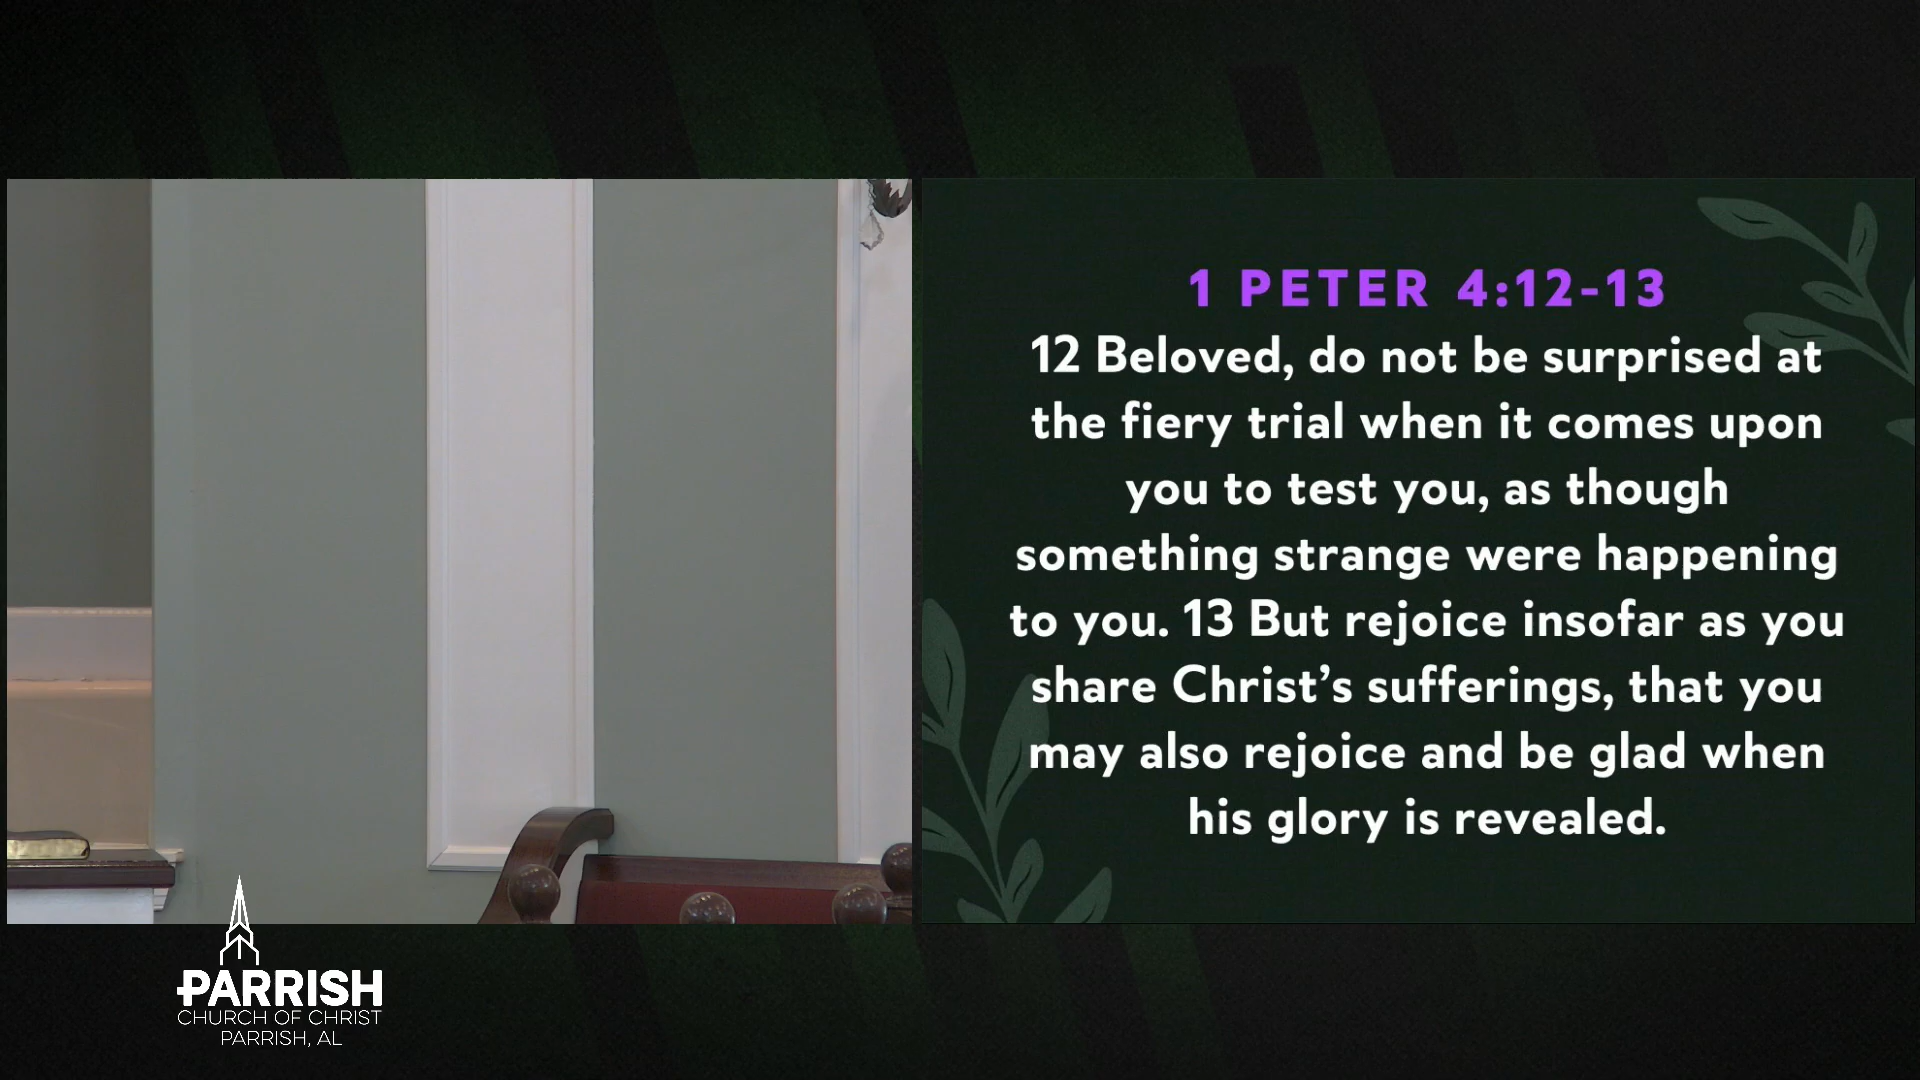 1 PETER 4:12-13
12 Beloved, do not be surprised at
the fiery trial when it comes upon
you to test you, as though
something strange were happening
to you. 13 But rejoice insofar as you
share Christ’s sufferings, that you
may also rejoice and be glad when
his glory is revealed.
PARRISH
CHURCH OF CHRIST
PARRISH, AL